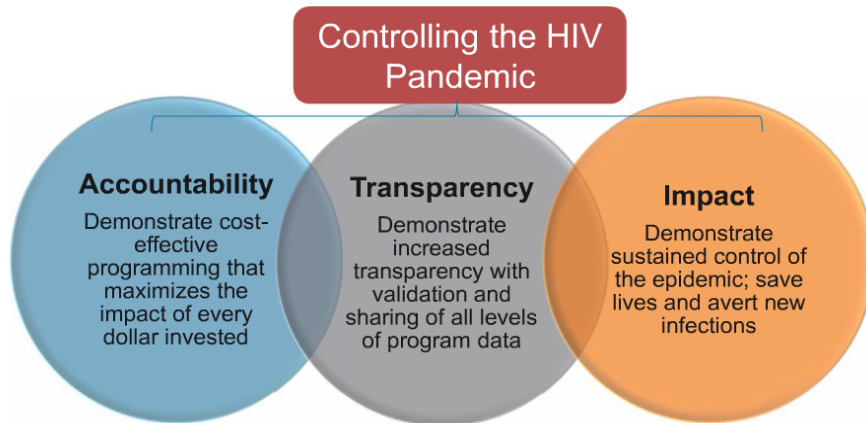 Controlling the HIV
Pandemic
Accountability
Demonstrate cost-
effective
programming that
maximizes the
impact of every
dollar invested
Transparency
Demonstrate
increased
transparency with
validation and
sharing of all levels
of program data
Impact
Demonstrate
sustained control of
the epidemic; save
lives and avert new
infections